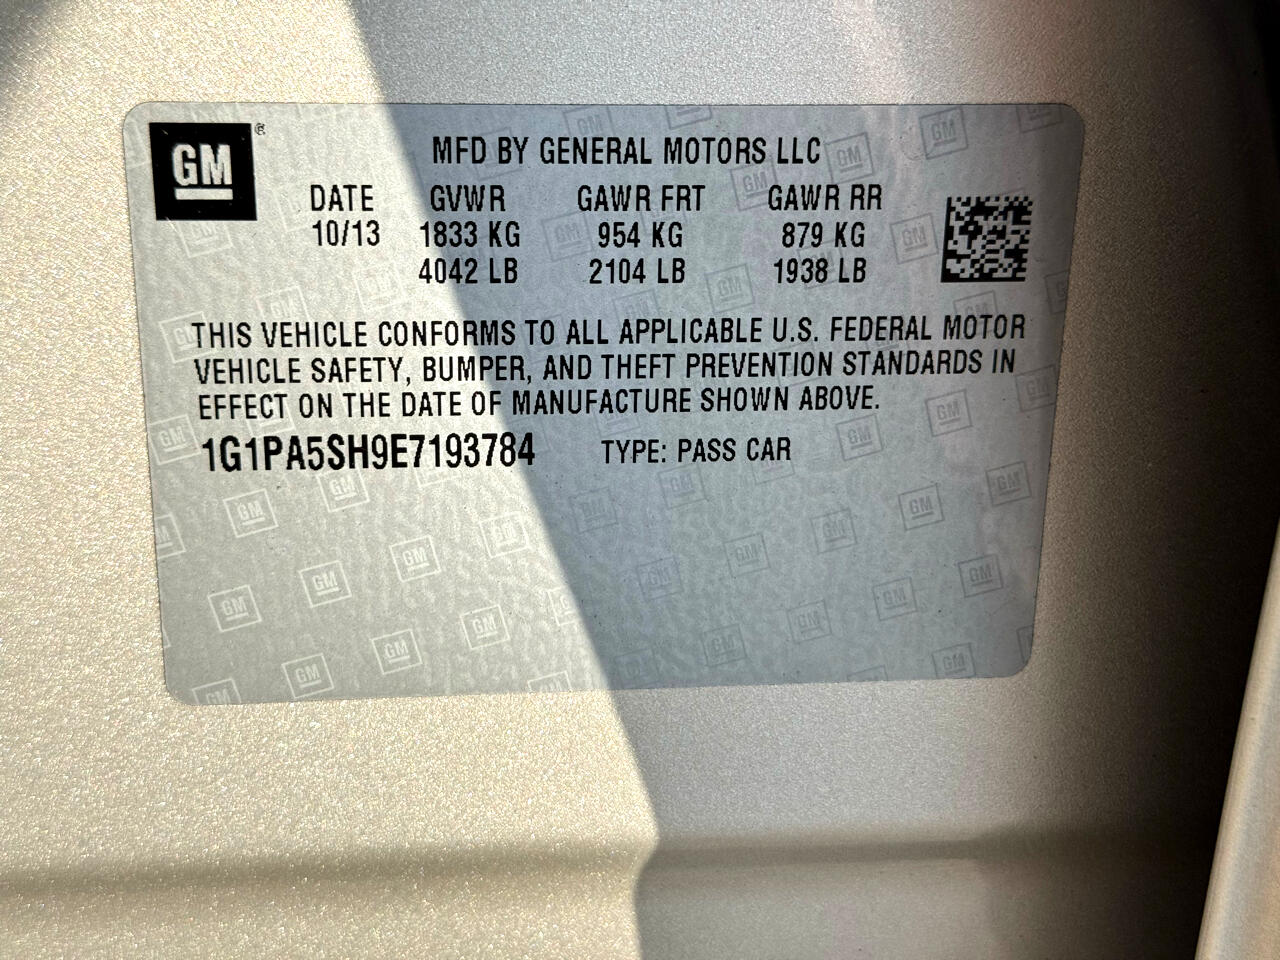 GM ®
MFD BY GENERAL MOTORS LLC
DATE GVWR GAWR FRT GAWR RR
10/13 1833 KG 954 KG 879 KG
4042 LB 2104 LB 1938 LB
THIS VEHICLE CONFORMS TO ALL APPLICABLE U.S. FEDERAL MOTOR
VEHICLE SAFETY, BUMPER, AND THEFT PREVENTION STANDARDS IN
EFFECT ON THE DATE OF MANUFACTURE SHOWN ABOVE.
1G1PA5SH9E7193784 TYPE: PASS CAR